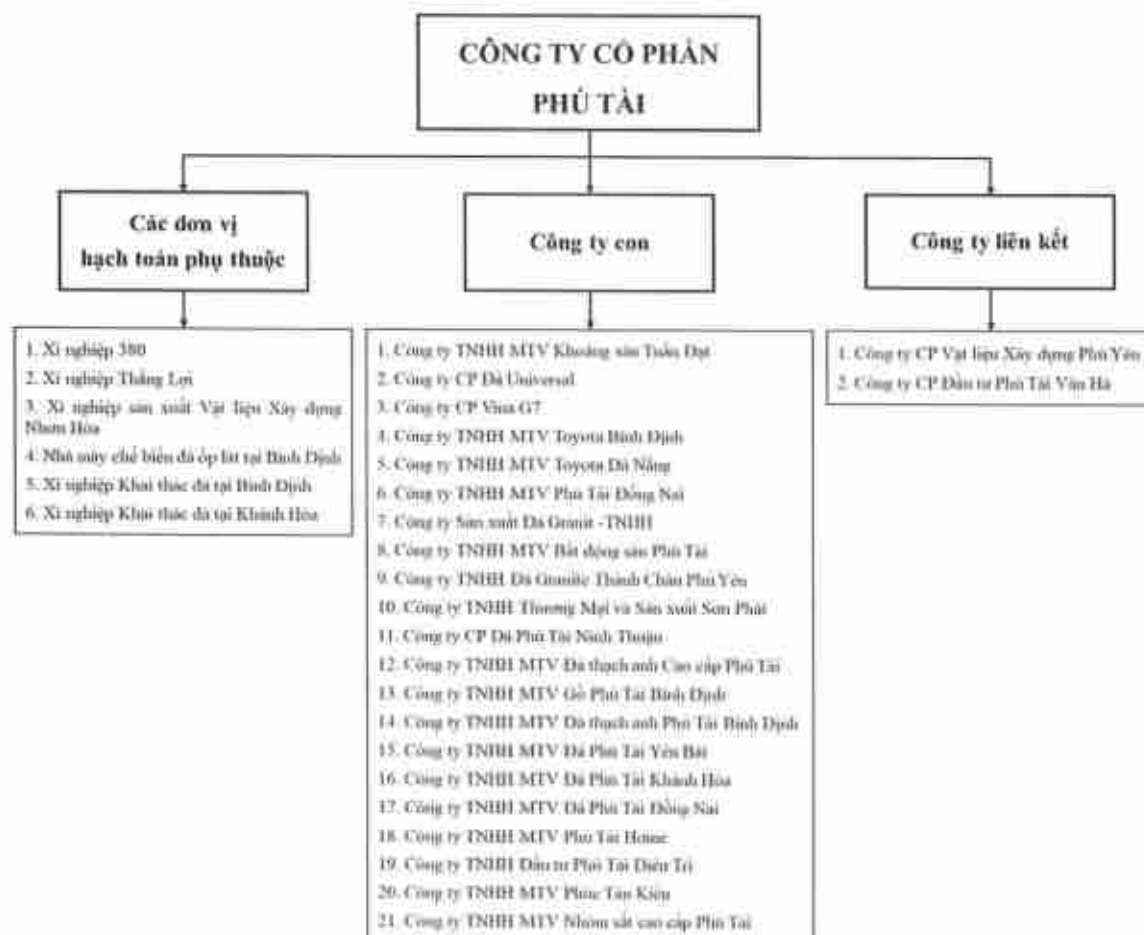 CÔNG TY CỔ PHẦN
PHÚ TÀI
Các đơn vị
hạch toán phụ thuộc
Công ty con
Công ty liên kết
1. Xí nghiệp 380
2. Xí nghiệp Thắng Lợi
3. Xí nghiệp sản xuất Vật liệu Xây dựng
Nhơn Hòa
4. Nhà máy chế biến đá ốp lát tại Bình Định
5. Xí nghiệp Khai thác đá tại Bình Định
6. Xí nghiệp Khai thác đá tại Khánh Hòa
1. Công ty TNHH MTV Khoáng sản Tuấn Đạt
2. Công ty CP Đá Universal
3. Công ty CP Vina G7
4. Công ty TNHH MTV Toyota Bình Định
5. Công ty TNHH MTV Toyota Đà Nẵng
6. Công ty TNHH MTV Phú Tài Đồng Nai
7. Công ty Sản xuất Đá Granit -TNHH
8. Công ty TNHH MTV Bất động sản Phú Tài
9. Công ty TNHH Đá Granite Thành Châu Phú Yên
10. Công ty TNHH Thương Mại và Sản xuất Sơn Phát
11. Công ty CP Đá Phú Tài Ninh Thuận
12. Công ty TNHH MTV Đá thạch anh Cao cấp Phú Tài
13. Công ty TNHH MTV Gỗ Phú Tài Bình Định
14. Công ty TNHH MTV Đá thạch anh Phú Tài Bình Định
15. Công ty TNHH MTV Đá Phú Tài Yên Bái
16. Công ty TNHH MTV Đá Phú Tài Khánh Hòa
17. Công ty TNHH MTV Đá Phú Tài Đồng Nai
18. Công ty TNHH MTV Phú Tài Home
19. Công ty TNHH Đầu tư Phú Tài Diêu Trì
20. Công ty TNHH MTV Phúc Tân Kiều
21. Công ty TNHH MTV Nhôm sắt cao cấp Phú Tài
1. Công ty CP Vật liệu Xây dựng Phú Yên
2. Công ty CP Đầu tư Phú Tài Vân Hà